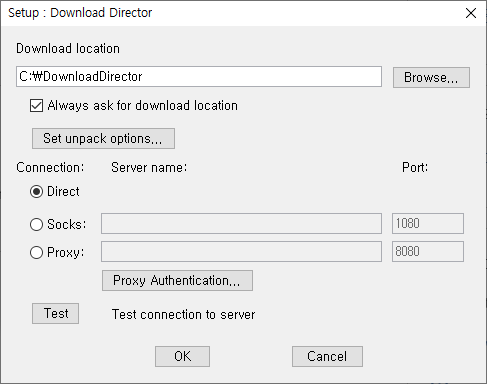 Setup : Download Director
Download location
C:₩DownloadDirector
Browse...
Always ask for download location
Set unpack options...
Connection: Server name: Port:
Direct
Socks: 1080
Proxy: 8080
Proxy Authentication...
Test Test connection to server
OK Cancel